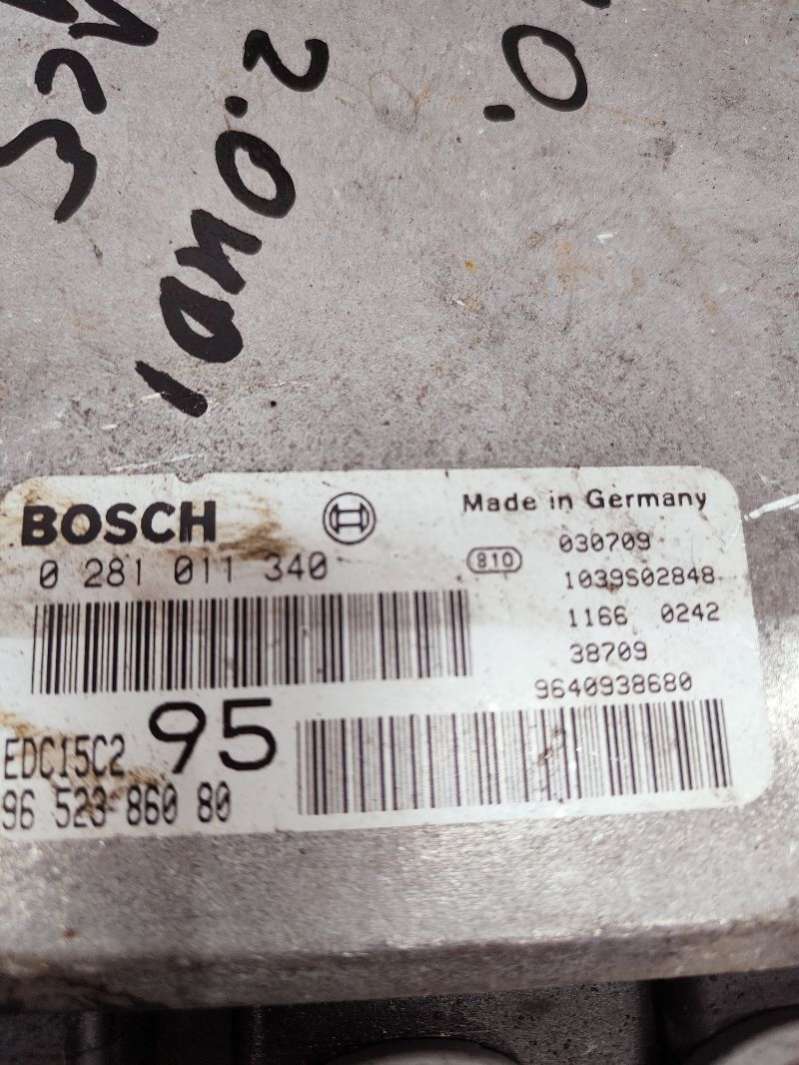 2.0
BOSCH
Made in Germany
0 281 011 340
810
030709
1039S02848
1166 0242
38709
9640938680
EDC15C2
95
96 523 860 80